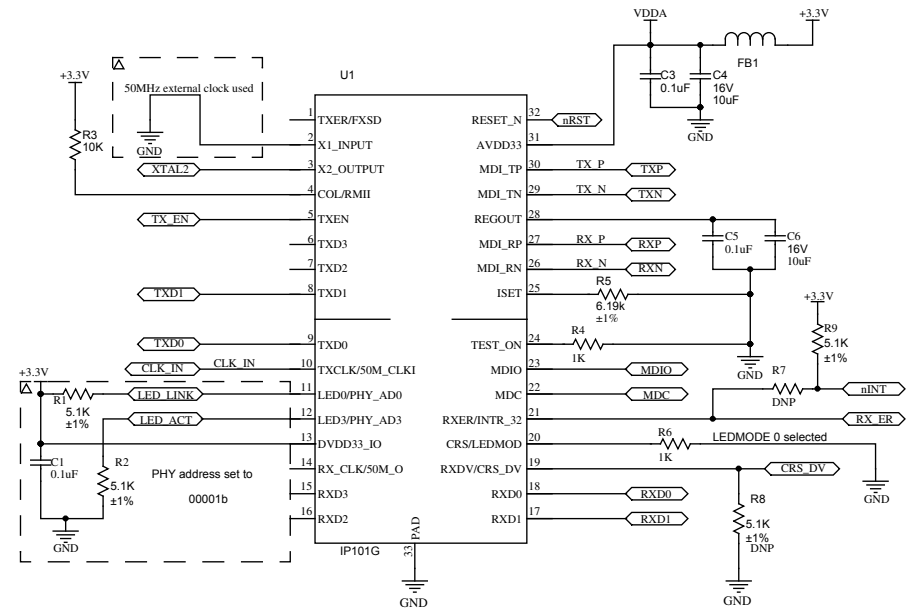 VDDA
+3.3V
FB1
C3
0.1uF
C4
16V
10uF
GND
U1
+3.3V
50MHz external clock used
GND
R3
10K
1 TXER/FXSD
2 X1_INPUT
XTAL2 3 X2_OUTPUT
4 COL/RMII
TX_EN 5 TXEN
6 TXD3
7 TXD2
TXD1 8 TXD1
TXD0 9 TXD0
CLK_IN CLK_IN 10 TXCLK/50M_CLKI
+3.3V
R1
5.1K
±1%
LED_LINK 11 LED0/PHY_AD0
LED_ACT 12 LED3/PHY_AD3
13 DVDD33_IO
14 RX_CLK/50M_O
15 RXD3
16 RXD2
C1
0.1uF
R2
5.1K
±1%
PHY address set to
00001b
GND
RESET_N 32 nRST
AVDD33 31
MDI_TP 30 TX_P TXP
MDI_TN 29 TX_N TXN
REGOUT 28
MDI_RP 27 RX_P RXP
MDI_RN 26 RX_N RXN
ISET 25
R5
6.19k
±1%
C5
0.1uF
C6
16V
10uF
TEST_ON 24
R4
1K
GND
MDIO 23 MDIO
MDC 22 MDC
RXER/INTR_32 21
+3.3V
R9
5.1K
±1%
R7
DNP
nINT
RX_ER
CRS/LEDMOD 20
R6
1K
LEDMODE 0 selected
GND
RXDV/CRS_DV 19
CRS_DV
RXD0 18 RXD0
RXD1 17 RXD1
R8
5.1K
±1%
DNP
GND
IP101G
33 PAD
GND